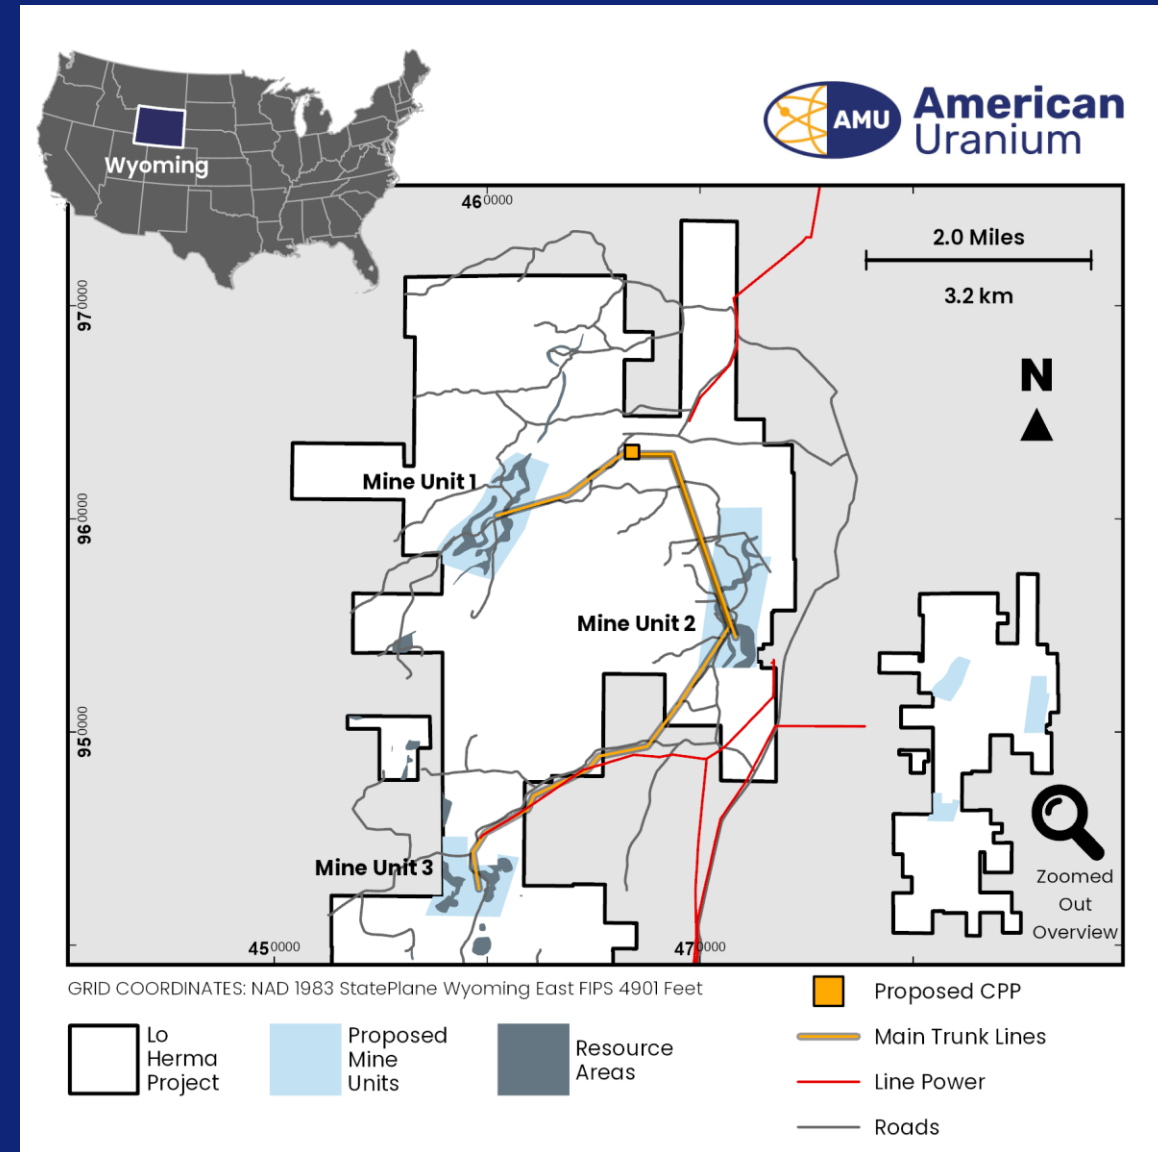 Wyoming
AMU
American
Uranium
460000
2.0 Miles
3.2 km
970000
N
Mine Unit 1
960000
Mine Unit 2
950000
Mine Unit 3
Zoomed
Out
Overview
450000
470000
GRID COORDINATES: NAD 1983 StatePlane Wyoming East FIPS 4901 Feet
Lo
Herma
Project
Proposed
Mine
Units
Resource
Areas
Proposed CPP
Main Trunk Lines
Line Power
Roads